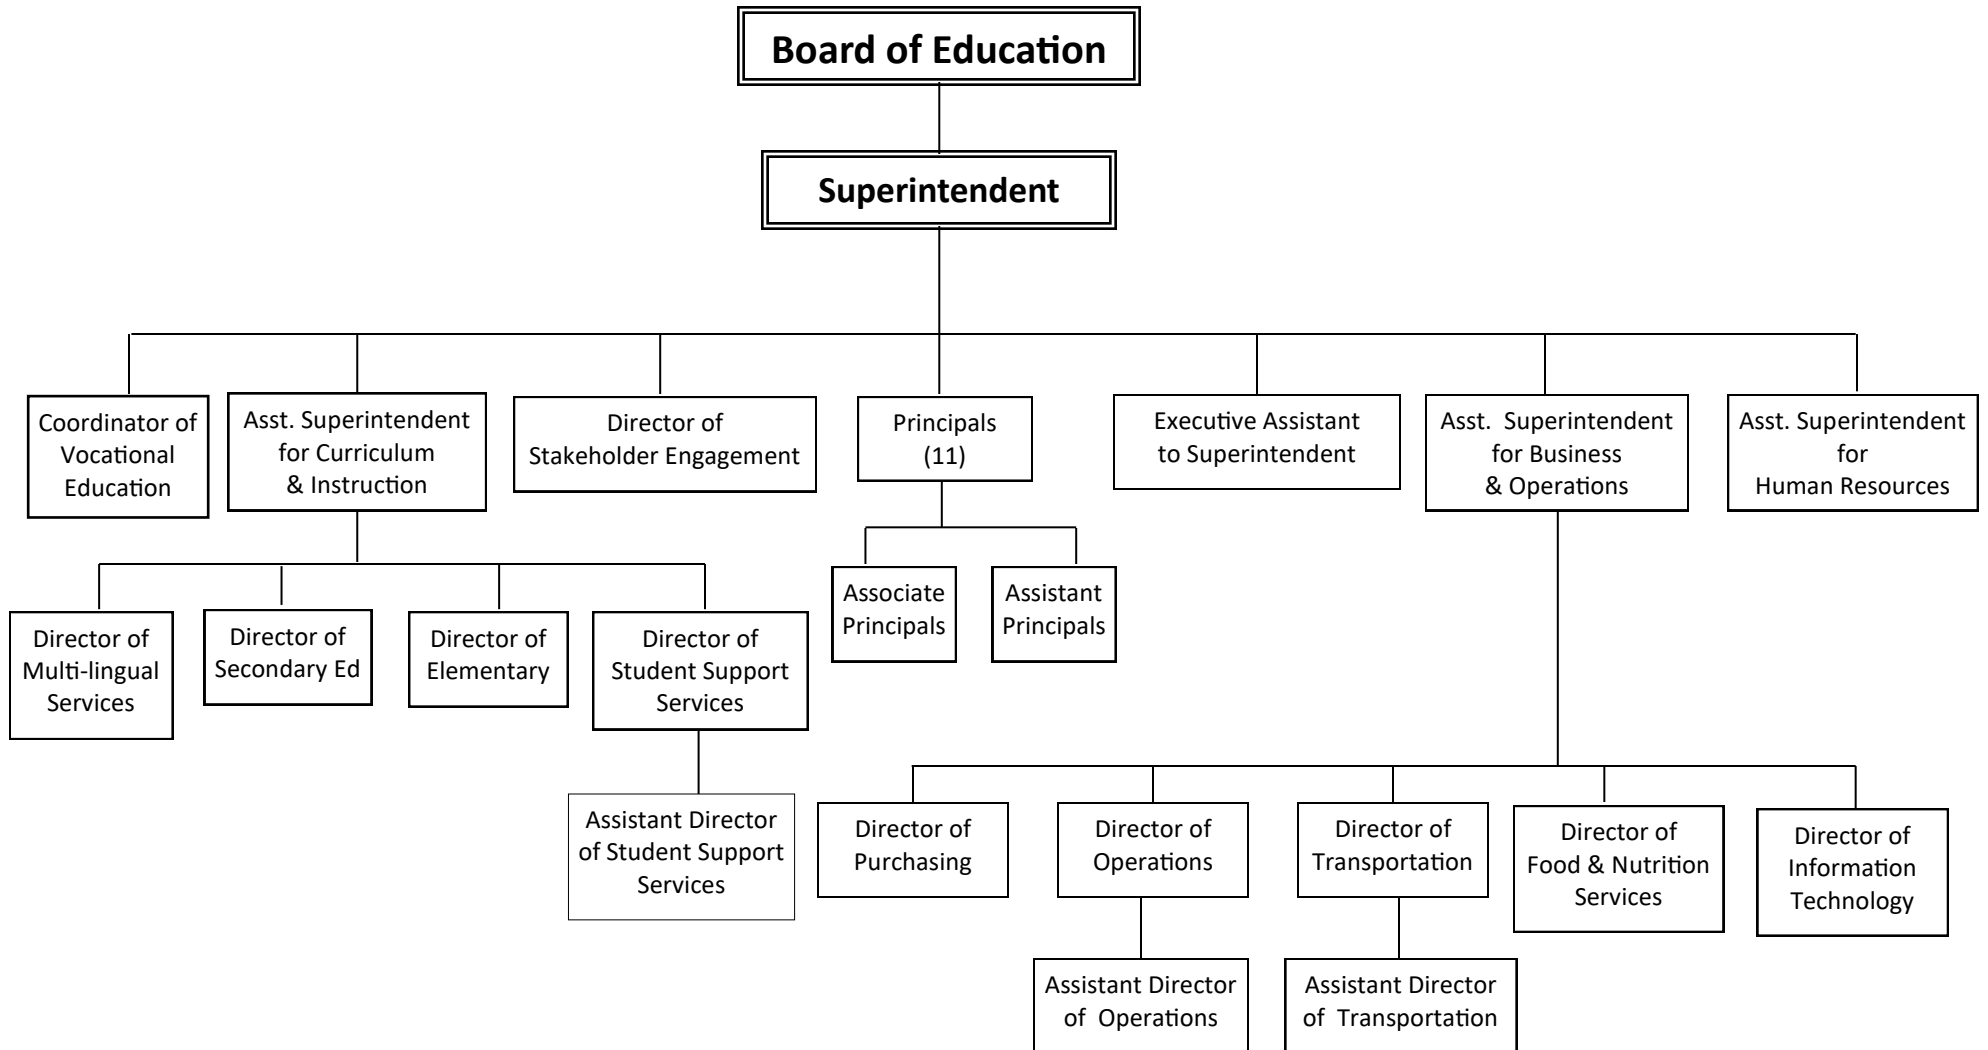 Board of Education
Superintendent
Coordinator of
Vocational
Education
Asst. Superintendent
for Curriculum
& Instruction
Director of
Stakeholder Engagement
Principals
(11)
Executive Assistant
to Superintendent
Asst.  Superintendent
for Business
& Operations
Asst. Superintendent
for
Human Resources
Associate
Principals
Assistant
Principals
Director of
Multi-lingual
Services
Director of
Secondary Ed
Director of
Elementary
Director of
Student Support
Services
Assistant Director
of Student Support
Services
Director of
Purchasing
Director of
Operations
Director of
Transportation
Director of
Food & Nutrition
Services
Director of
Information
Technology
Assistant Director
of  Operations
Assistant Director
of  Transportation